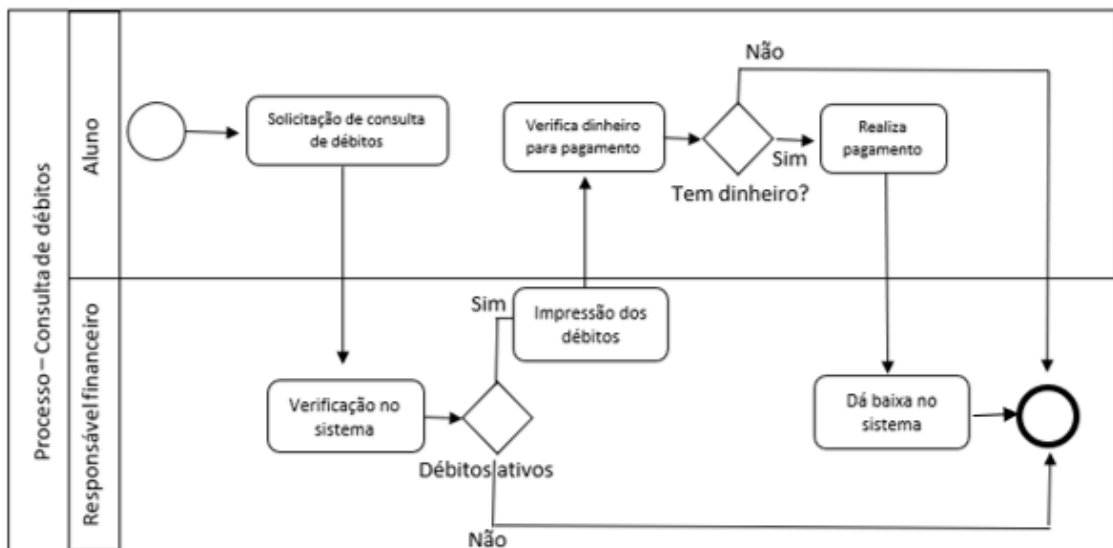 Processo – Consulta de débitos
Aluno
Solicitação de consulta
de débitos
Verifica dinheiro
para pagamento
Não
Tem dinheiro?
Sim
Realiza
pagamento
Responsável financeiro
Verificação no
sistema
Débitos ativos
Sim
Impressão dos
débitos
Não
Dá baixa no
sistema